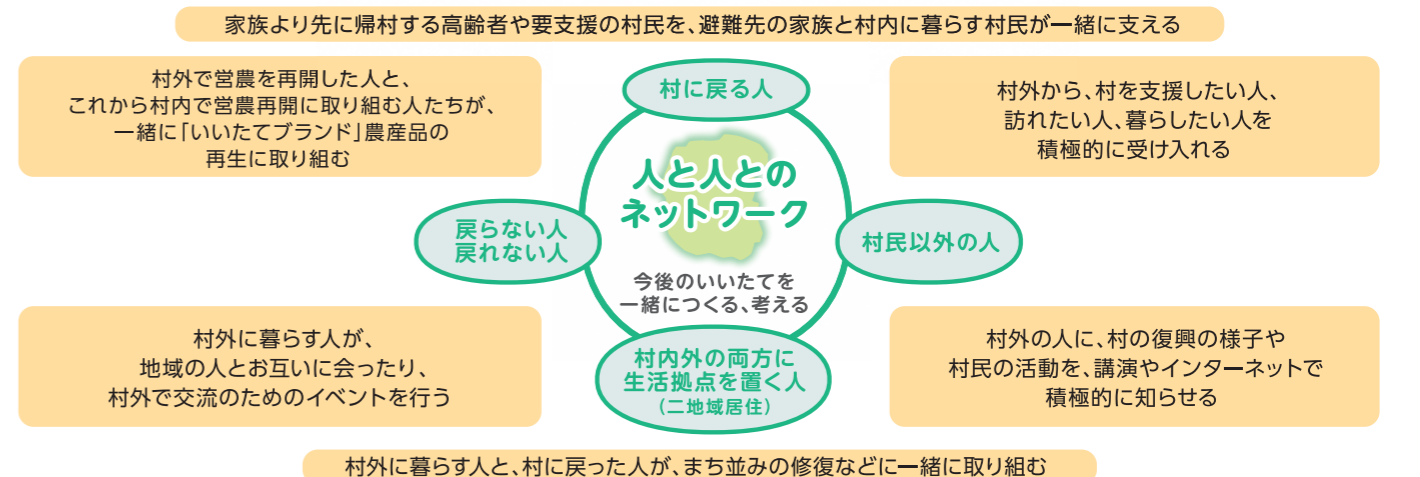 家族より先に帰村する高齢者や要支援の村民を、避難先の家族と村内に暮らす村民が一緒に支える
村外で営農を再開した人と、
これから村内で営農再開に取り組む人たちが、
一緒に「いいたてブランド」農産品の
再生に取り組む
村に戻る人
村外から、村を支援したい人、
訪れたい人、暮らしたい人を
積極的に受け入れる
人と人との
ネットワーク
戻らない人
戻れない人
村民以外の人
今後のいいたてを
一緒につくる、考える
村外に暮らす人が、
地域の人とお互いに会ったり、
村外で交流のためのイベントを行う
村内外の両方に
生活拠点を置く人
(二地域居住)
村外の人に、村の復興の様子や
村民の活動を、講演やインターネットで
積極的に知らせる
村外に暮らす人と、村に戻った人が、まち並みの修復などに一緒に取り組む